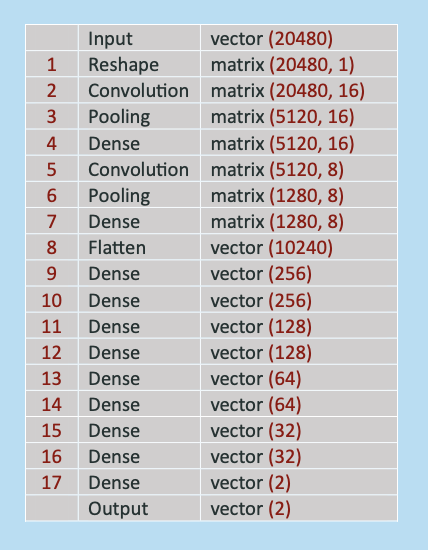 Input vector (20480)
1 Reshape matrix (20480, 1)
2 Convolution matrix (20480, 16)
3 Pooling matrix (5120, 16)
4 Dense matrix (5120, 16)
5 Convolution matrix (5120, 8)
6 Pooling matrix (1280, 8)
7 Dense matrix (1280, 8)
8 Flatten vector (10240)
9 Dense vector (256)
10 Dense vector (256)
11 Dense vector (128)
12 Dense vector (128)
13 Dense vector (64)
14 Dense vector (64)
15 Dense vector (32)
16 Dense vector (32)
17 Dense vector (2)
Output vector (2)